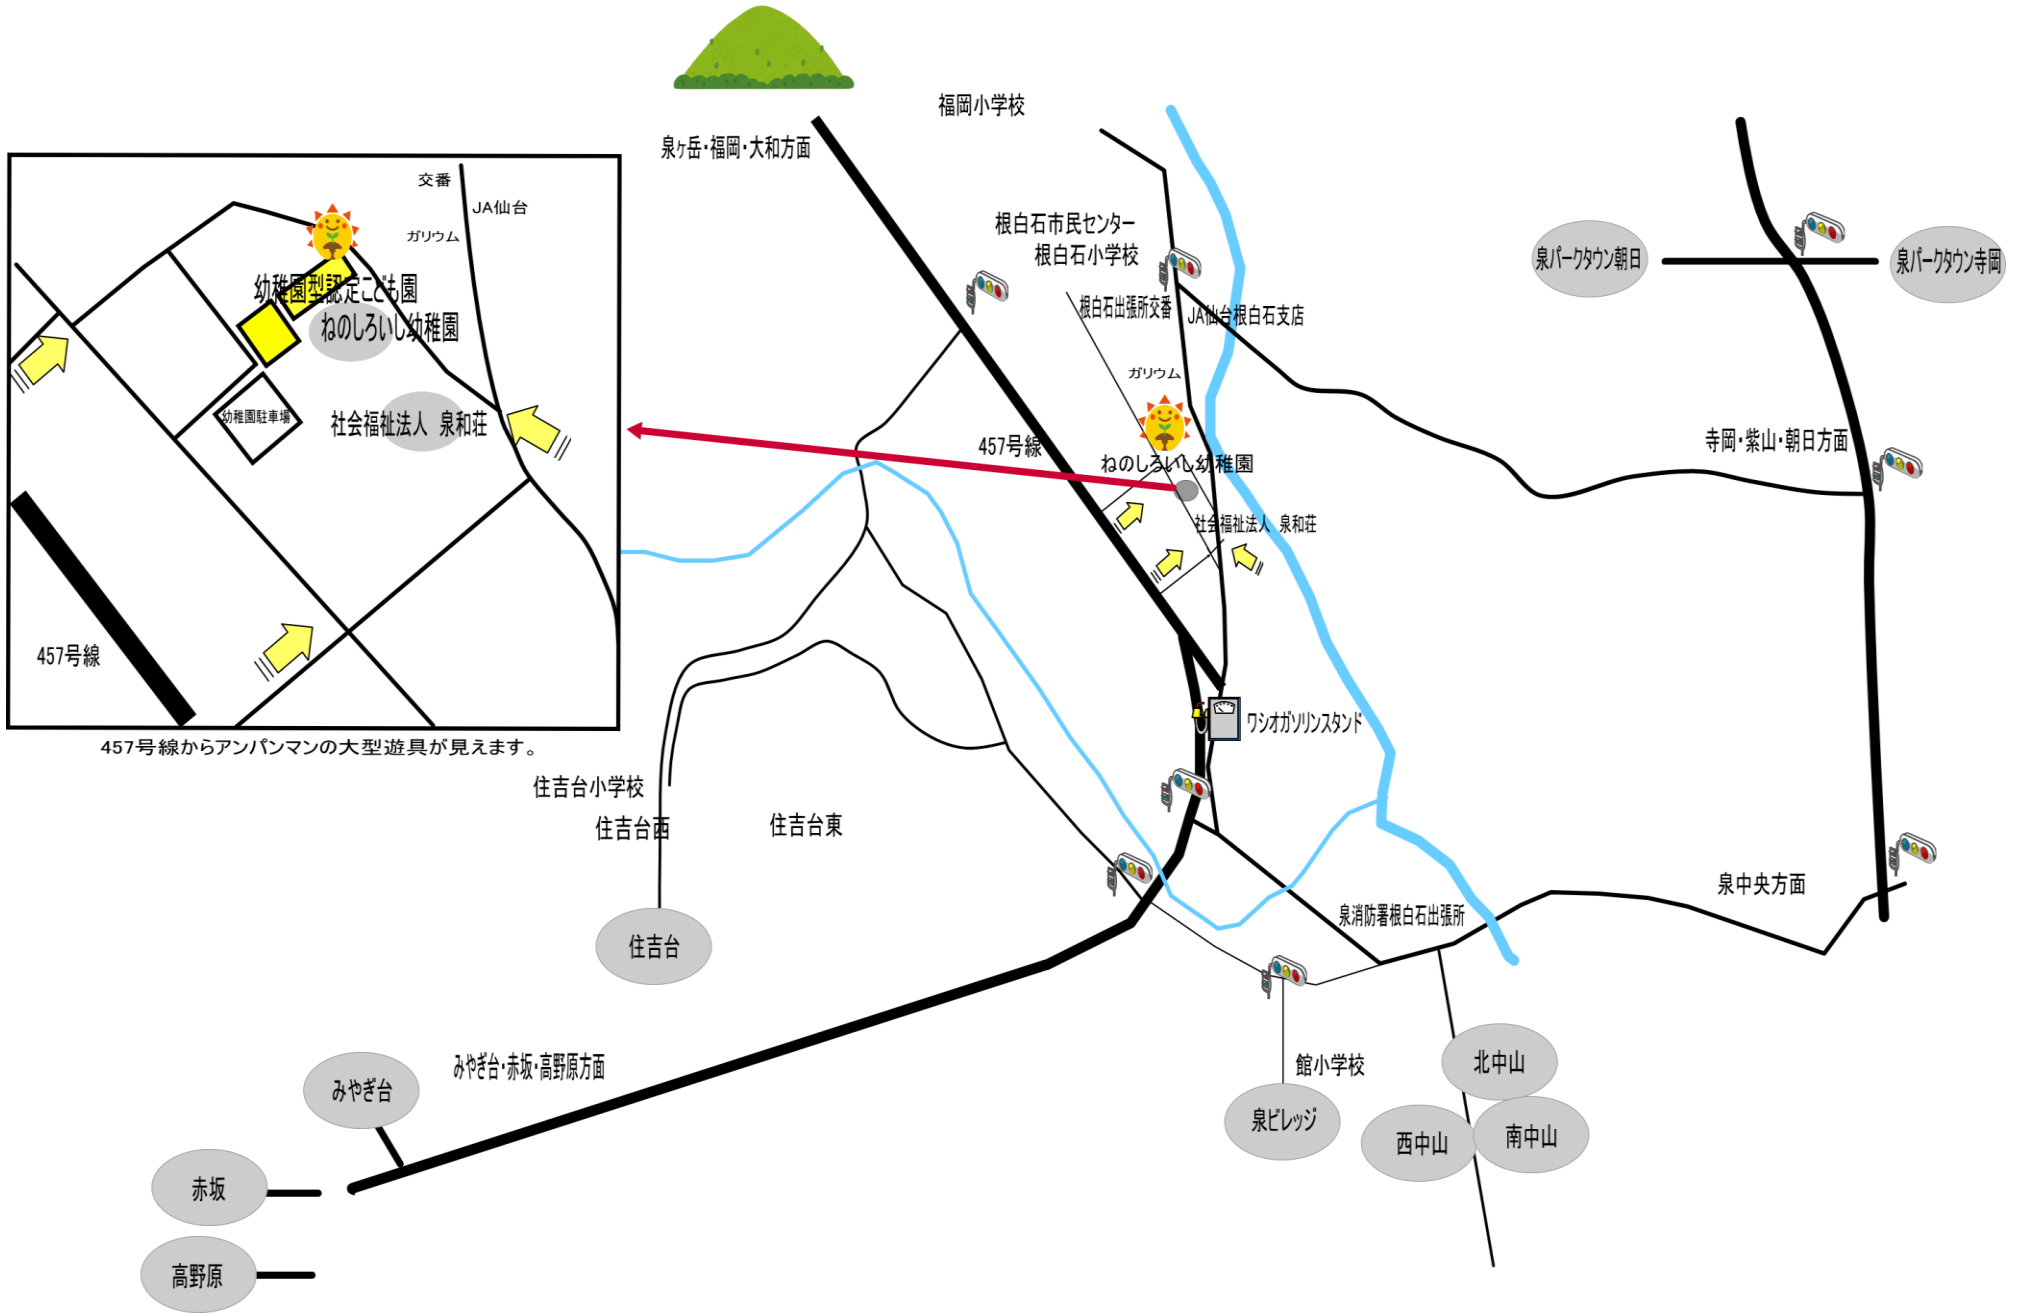 福岡小学校
泉ヶ岳・福岡・大和方面
交番
JA仙台
ガリウム
幼稚園型認定こども園
ねのしろいし幼稚園
幼稚園駐車場
社会福祉法人 泉和荘
457号線
457号線からアンパンマンの大型遊具が見えます。
根白石市民センター
根白石小学校
根白石出張所交番
JA仙台根白石支店
ガリウム
457号線
ねのしろいし幼稚園
社会福祉法人 泉和荘
泉パークタウン朝日
泉パークタウン寺岡
寺岡・紫山・朝日方面
ワシオガソリンスタンド
住吉台小学校
住吉台西
住吉台東
住吉台
泉中央方面
泉消防署根白石出張所
みやぎ台・赤坂・高野原方面
みやぎ台
赤坂
高野原
館小学校
泉ビレッジ
北中山
西中山
南中山